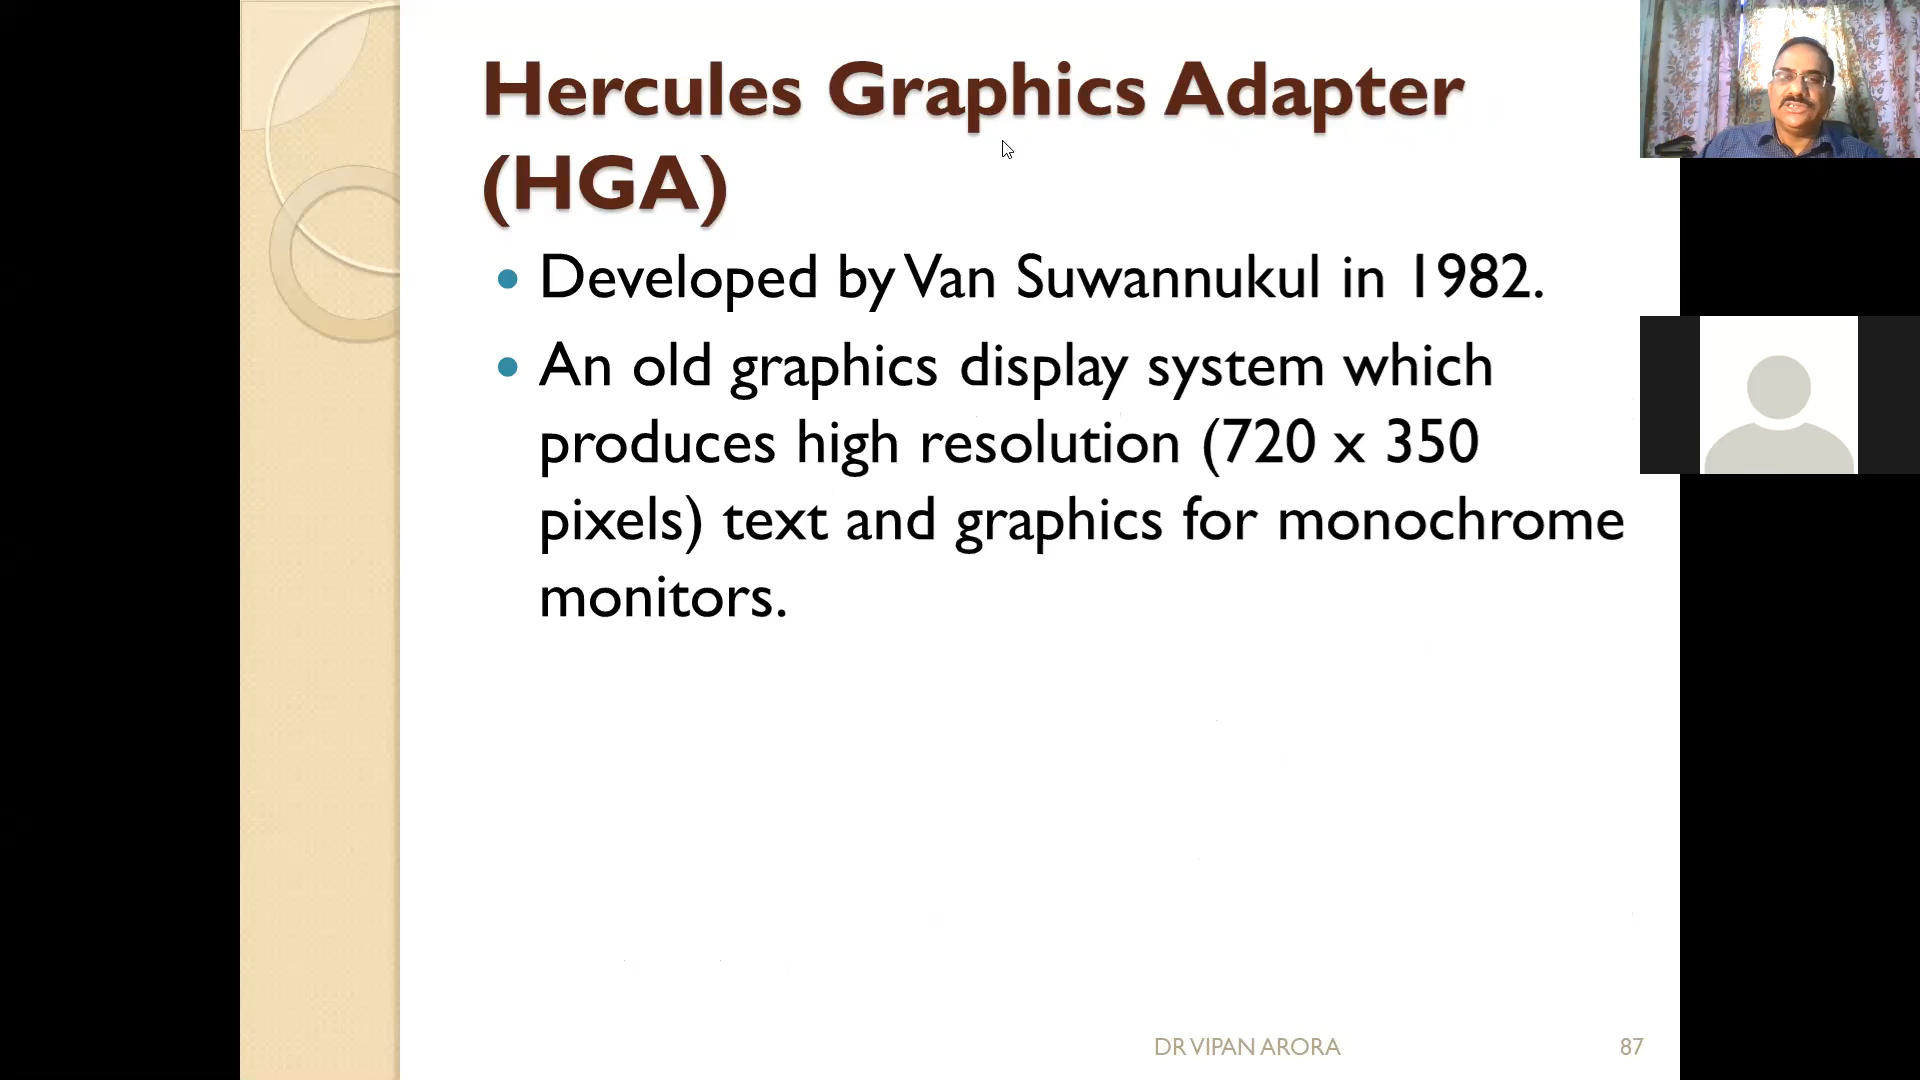 Hercules Graphics Adapter
(HGA)
• Developed by Van Suwannukul in 1982.
• An old graphics display system which
produces high resolution (720 x 350
pixels) text and graphics for monochrome
monitors.
DR VIPAN ARORA
87